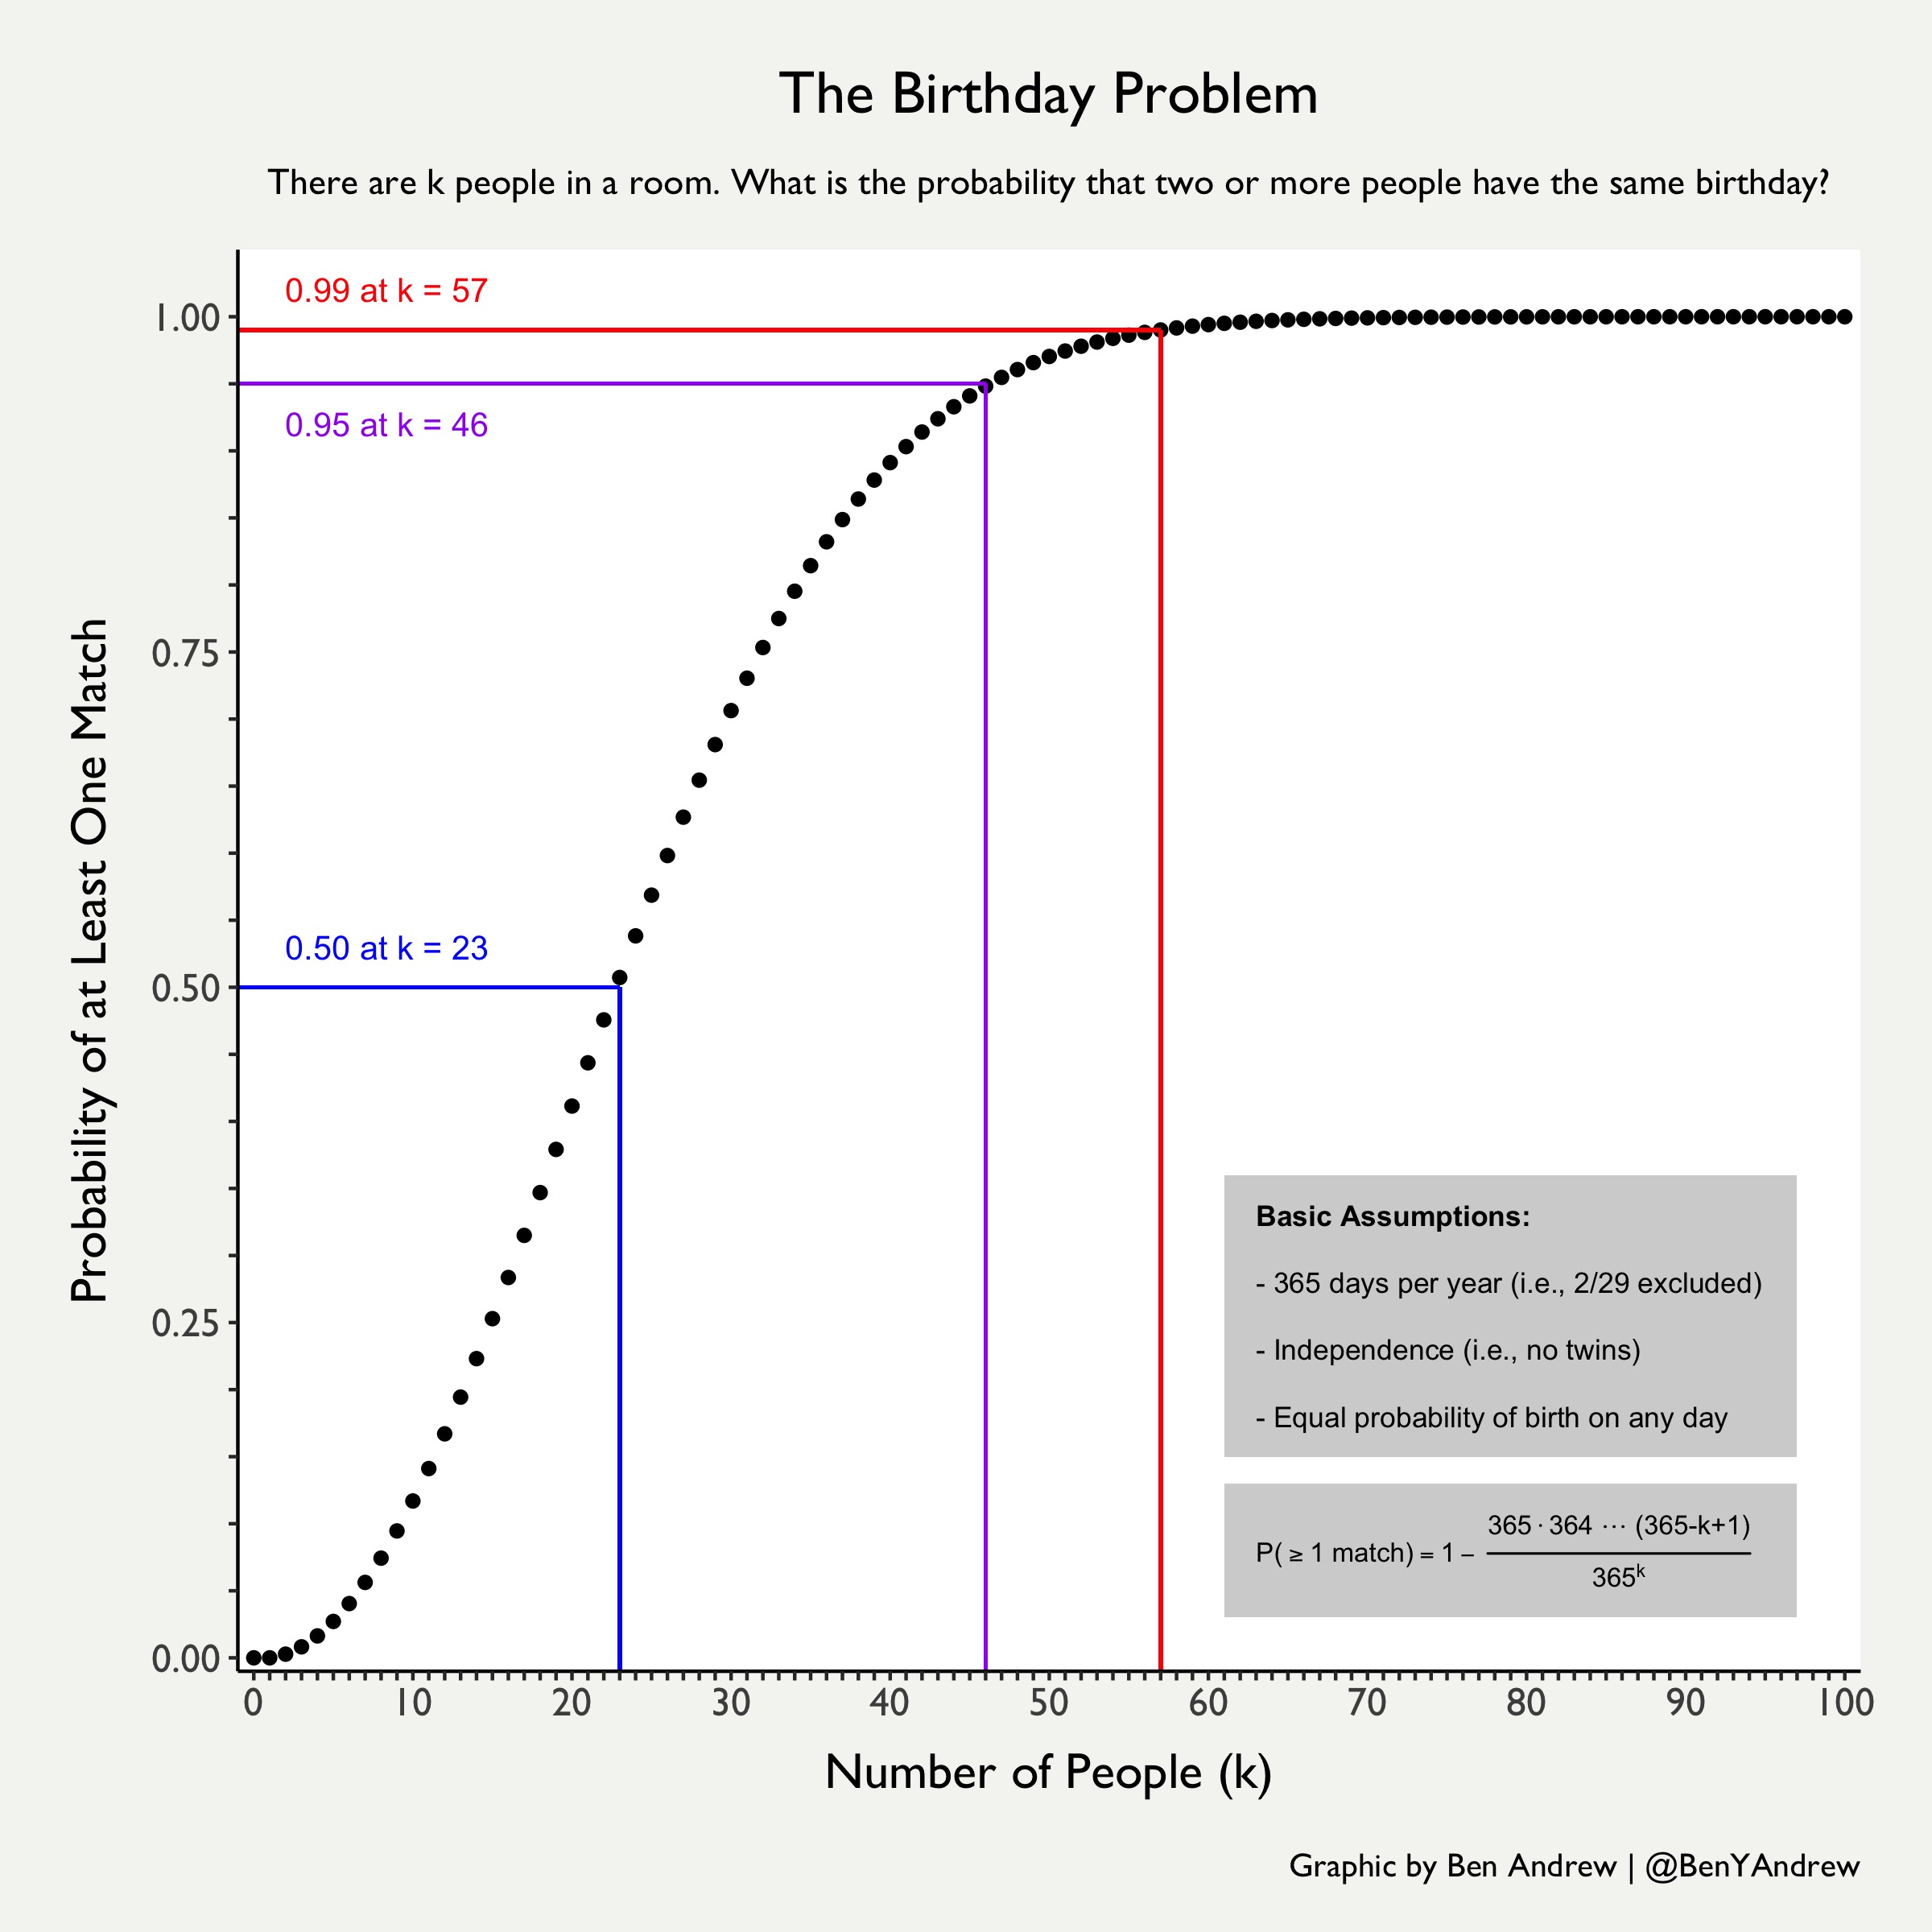 The Birthday Problem
There are k people in a room. What is the probability that two or more people have the same birthday?
0.99 at k = 57
1.00
0.95 at k = 46
0.75
0.50 at k = 23
0.50
0.25
0.00
Probability of at Least One Match
Basic Assumptions:
- 365 days per year (i.e., 2/29 excluded)
- Independence (i.e., no twins)
- Equal probability of birth on any day
365 · 364 ··· (365-k+1)
P( ≥ 1 match) = 1 –
365^k
0 10 20 30 40 50 60 70 80 90 100
Number of People (k)
Graphic by Ben Andrew | @BenYAndrew